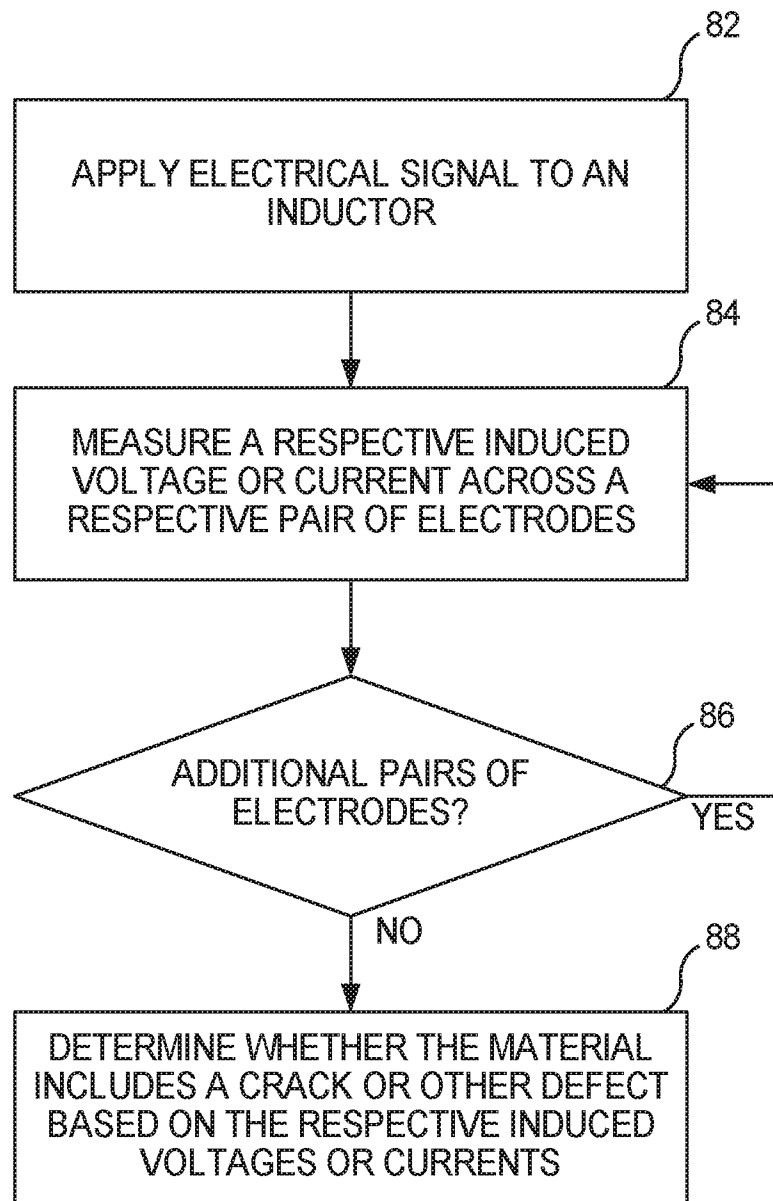 82
APPLY ELECTRICAL SIGNAL TO AN
INDUCTOR
84
MEASURE A RESPECTIVE INDUCED
VOLTAGE OR CURRENT ACROSS A
RESPECTIVE PAIR OF ELECTRODES
86
ADDITIONAL PAIRS OF
ELECTRODES?
YES
NO
88
DETERMINE WHETHER THE MATERIAL
INCLUDES A CRACK OR OTHER DEFECT
BASED ON THE RESPECTIVE INDUCED
VOLTAGES OR CURRENTS